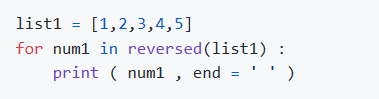 list1 = [1,2,3,4,5]
for num1 in reversed(list1) :
    print ( num1 , end = ' ' )